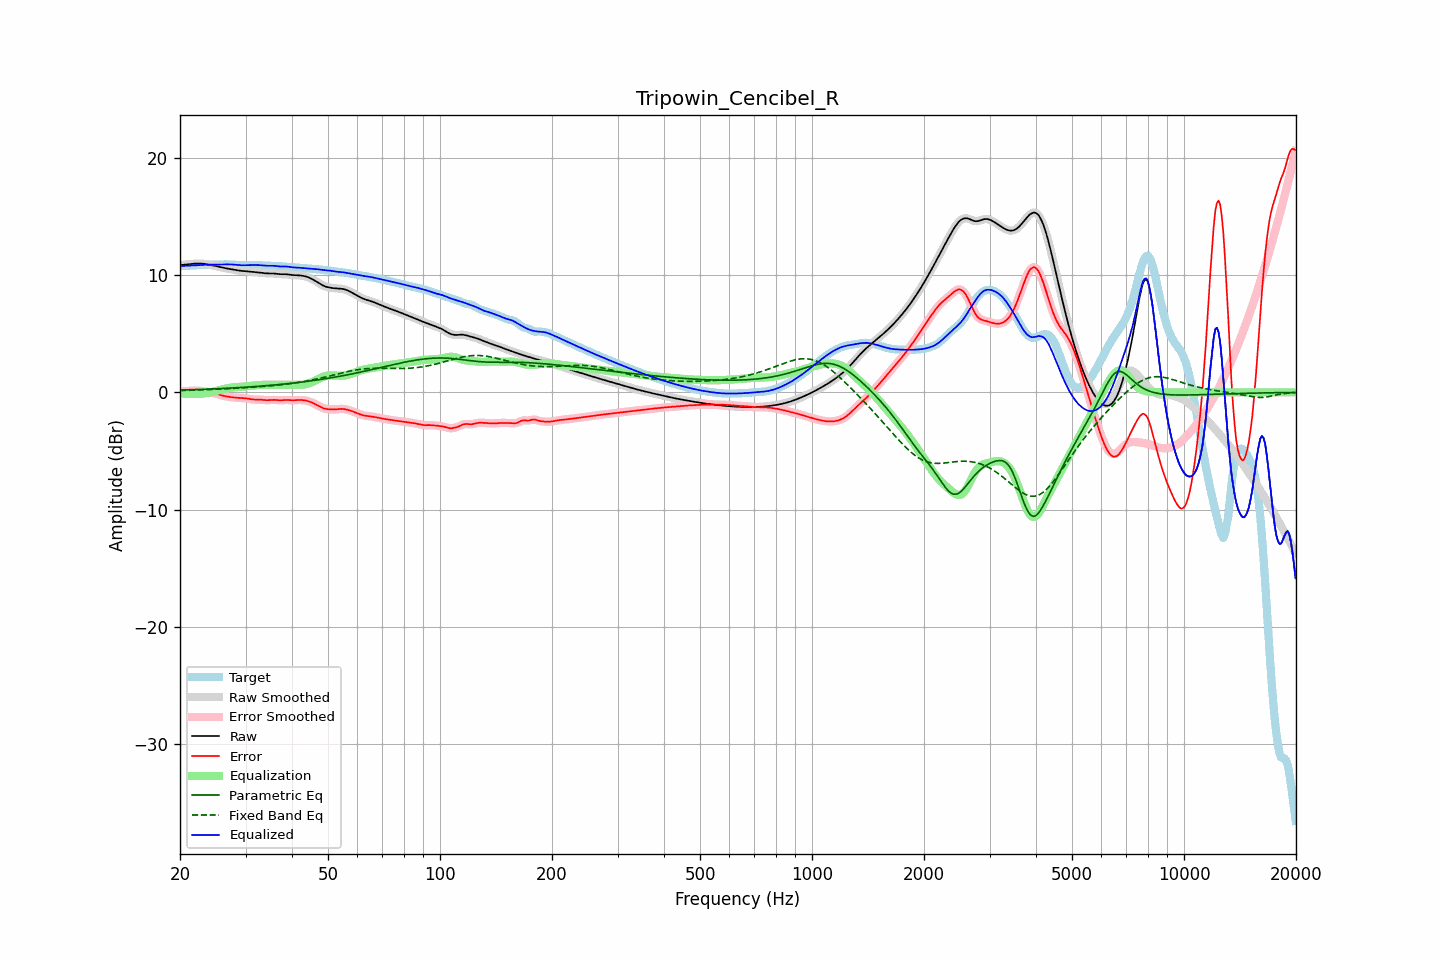 Tripowin_Cencibel_R
Amplitude (dBr)
20
10
0
−10
−20
−30
Target
Raw Smoothed
Error Smoothed
Raw
Error
Equalization
Parametric Eq
Fixed Band Eq
Equalized
20 50 100 200 500 1000 2000 5000 10000 20000
Frequency (Hz)